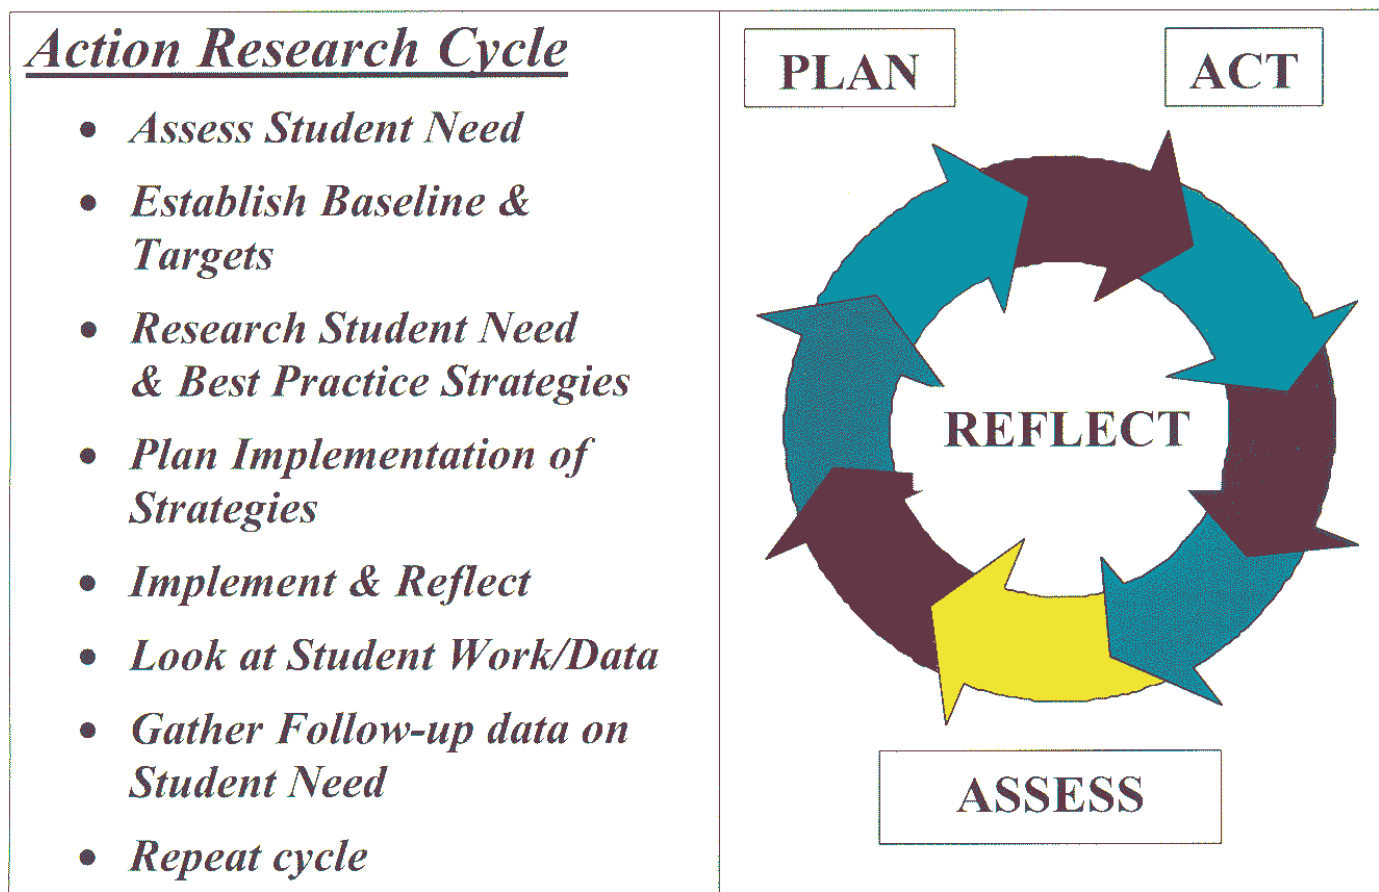 Action Research Cycle
• Assess Student Need
• Establish Baseline &
Targets
• Research Student Need
& Best Practice Strategies
• Plan Implementation of
Strategies
• Implement & Reflect
• Look at Student Work/Data
• Gather Follow-up data on
Student Need
• Repeat cycle
PLAN
ACT
REFLECT
ASSESS